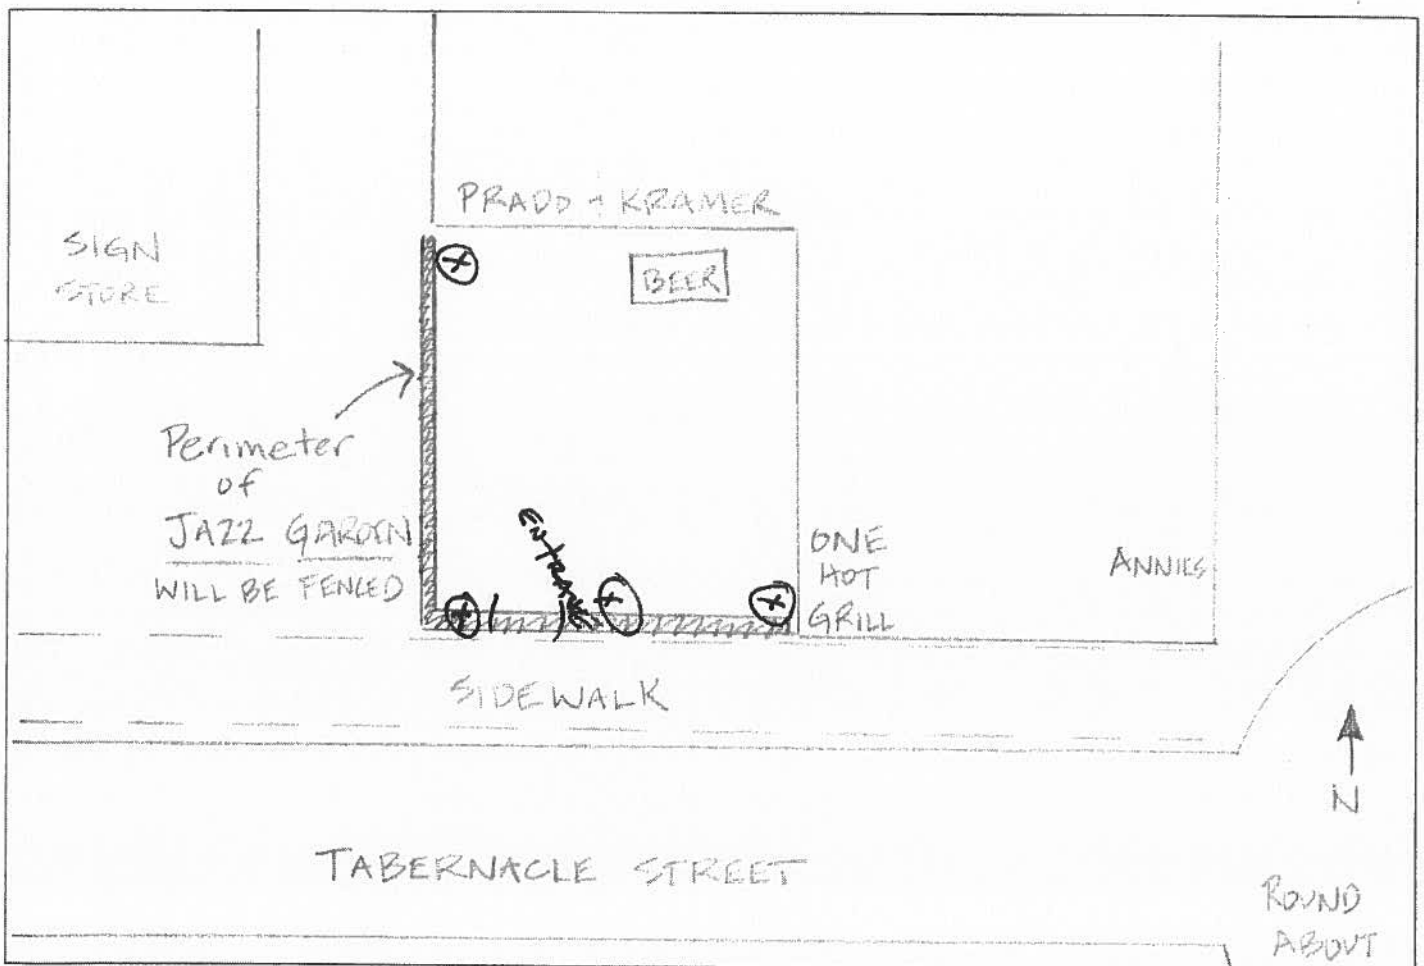 PRADO + KRAMER
SIGN
STORE
BEER
Perimeter
of
JAZZ GARDEN
WILL BE FENCED
ENTRANCE
ONE
HOT
GRILL
ANNIES
SIDEWALK
N
TABERNACLE STREET
ROUND
ABOUT